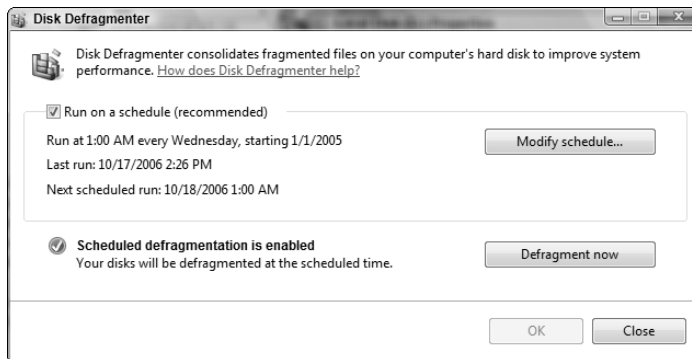 Disk Defragmenter
Disk Defragmenter consolidates fragmented files on your computer's hard disk to improve system
performance. How does Disk Defragmenter help?
Run on a schedule (recommended)
Run at 1:00 AM every Wednesday, starting 1/1/2005
Modify schedule...
Last run: 10/17/2006 2:26 PM
Next scheduled run: 10/18/2006 1:00 AM
Scheduled defragmentation is enabled
Your disks will be defragmented at the scheduled time.
Defragment now
OK
Close